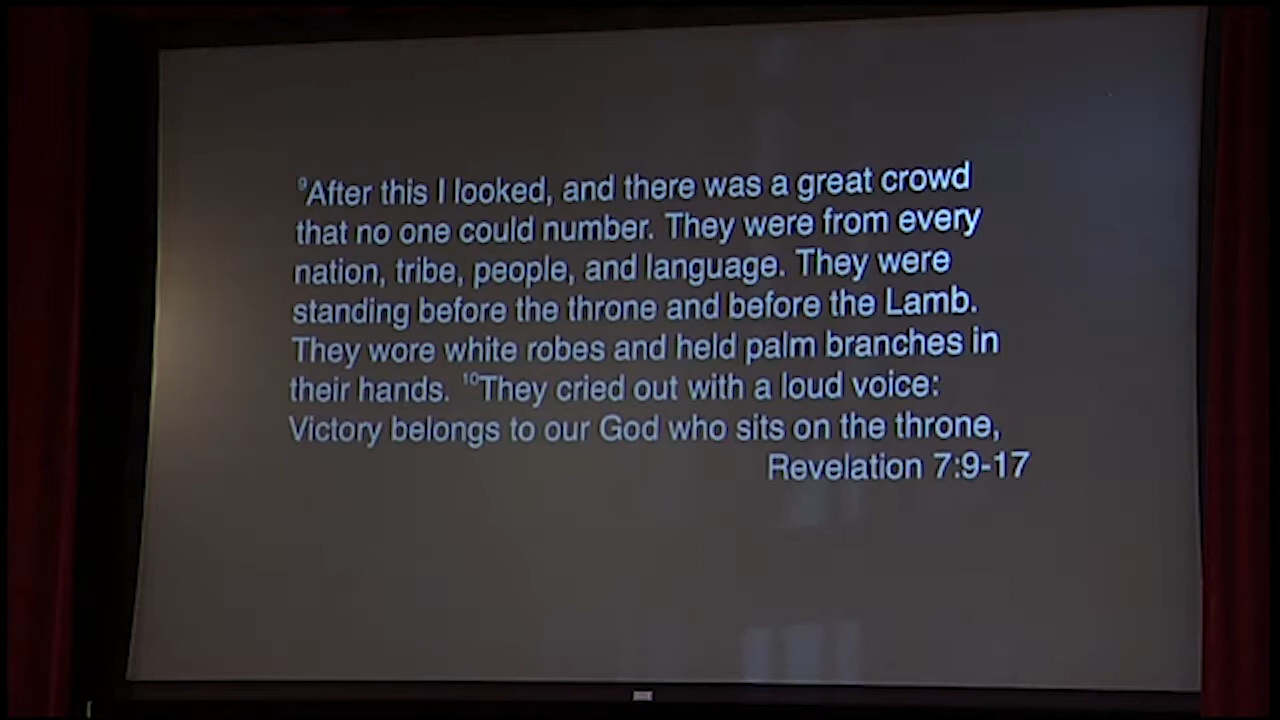 ⁹After this I looked, and there was a great crowd
that no one could number. They were from every
nation, tribe, people, and language. They were
standing before the throne and before the Lamb.
They wore white robes and held palm branches in
their hands. ¹⁰They cried out with a loud voice:
Victory belongs to our God who sits on the throne,
Revelation 7:9-17